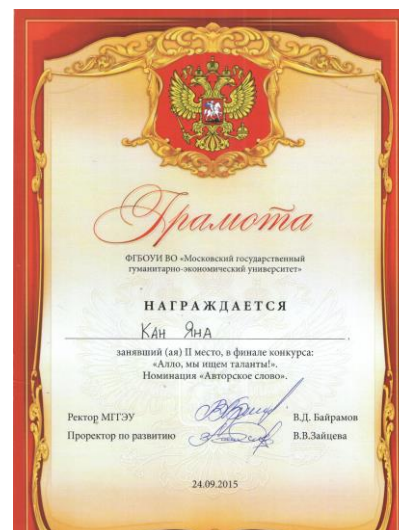 Грамота
ФГБОУИ ВО «Московский государственный
гуманитарно-экономический университет»
НАГРАЖДАЕТСЯ
Кан Яна
занявший (ая) II место, в финале конкурса:
«Алло, мы ищем таланты!».
Номинация «Авторское слово».
Ректор МГГЭУ В.Д. Байрамов
Проректор по развитию В.В.Зайцева
24.09.2015